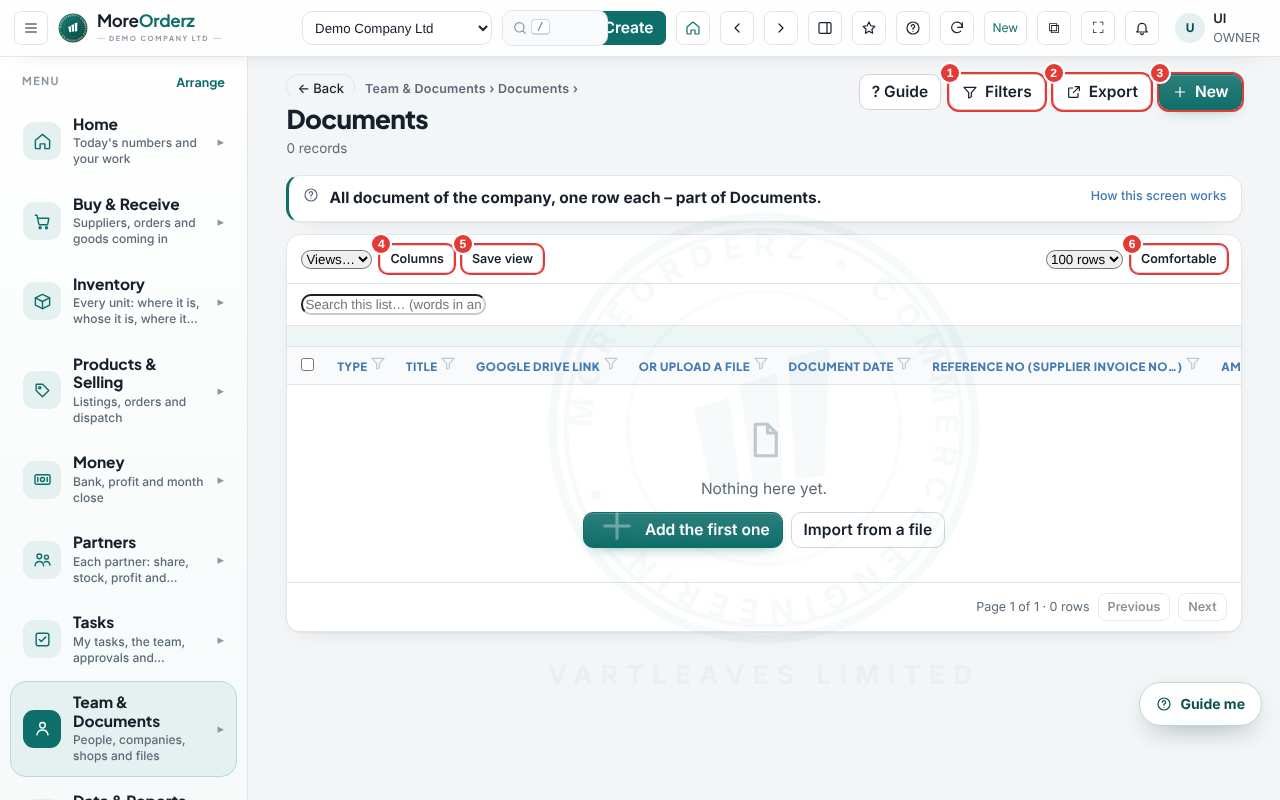 MoreOrderz
— DEMO COMPANY LTD —
Demo Company Ltd
/
Create
New
U
UI
OWNER
MENU
Arrange
Home
Today's numbers and
your work
Buy & Receive
Suppliers, orders and
goods coming in
Inventory
Every unit: where it is,
whose it is, where it...
Products &
Selling
Listings, orders and
dispatch
Money
Bank, profit and month
close
Partners
Each partner: share,
stock, profit and...
Tasks
My tasks, the team,
approvals and...
Team &
Documents
People, companies,
shops and files
← Back
Team & Documents › Documents ›
Documents
0 records
? Guide
1
Filters
2
Export
3
+ New
All document of the company, one row each – part of Documents.
How this screen works
Views...
4
Columns
5
Save view
100 rows
6
Comfortable
Search this list... (words in an
TYPE
TITLE
GOOGLE DRIVE LINK
OR UPLOAD A FILE
DOCUMENT DATE
REFERENCE NO (SUPPLIER INVOICE NO...)
AM
Nothing here yet.
Add the first one
Import from a file
Page 1 of 1 · 0 rows
Previous
Next
MOREORDERZ • COMMERCE ENGINEERING •
VARTLEAVES LIMITED
Guide me